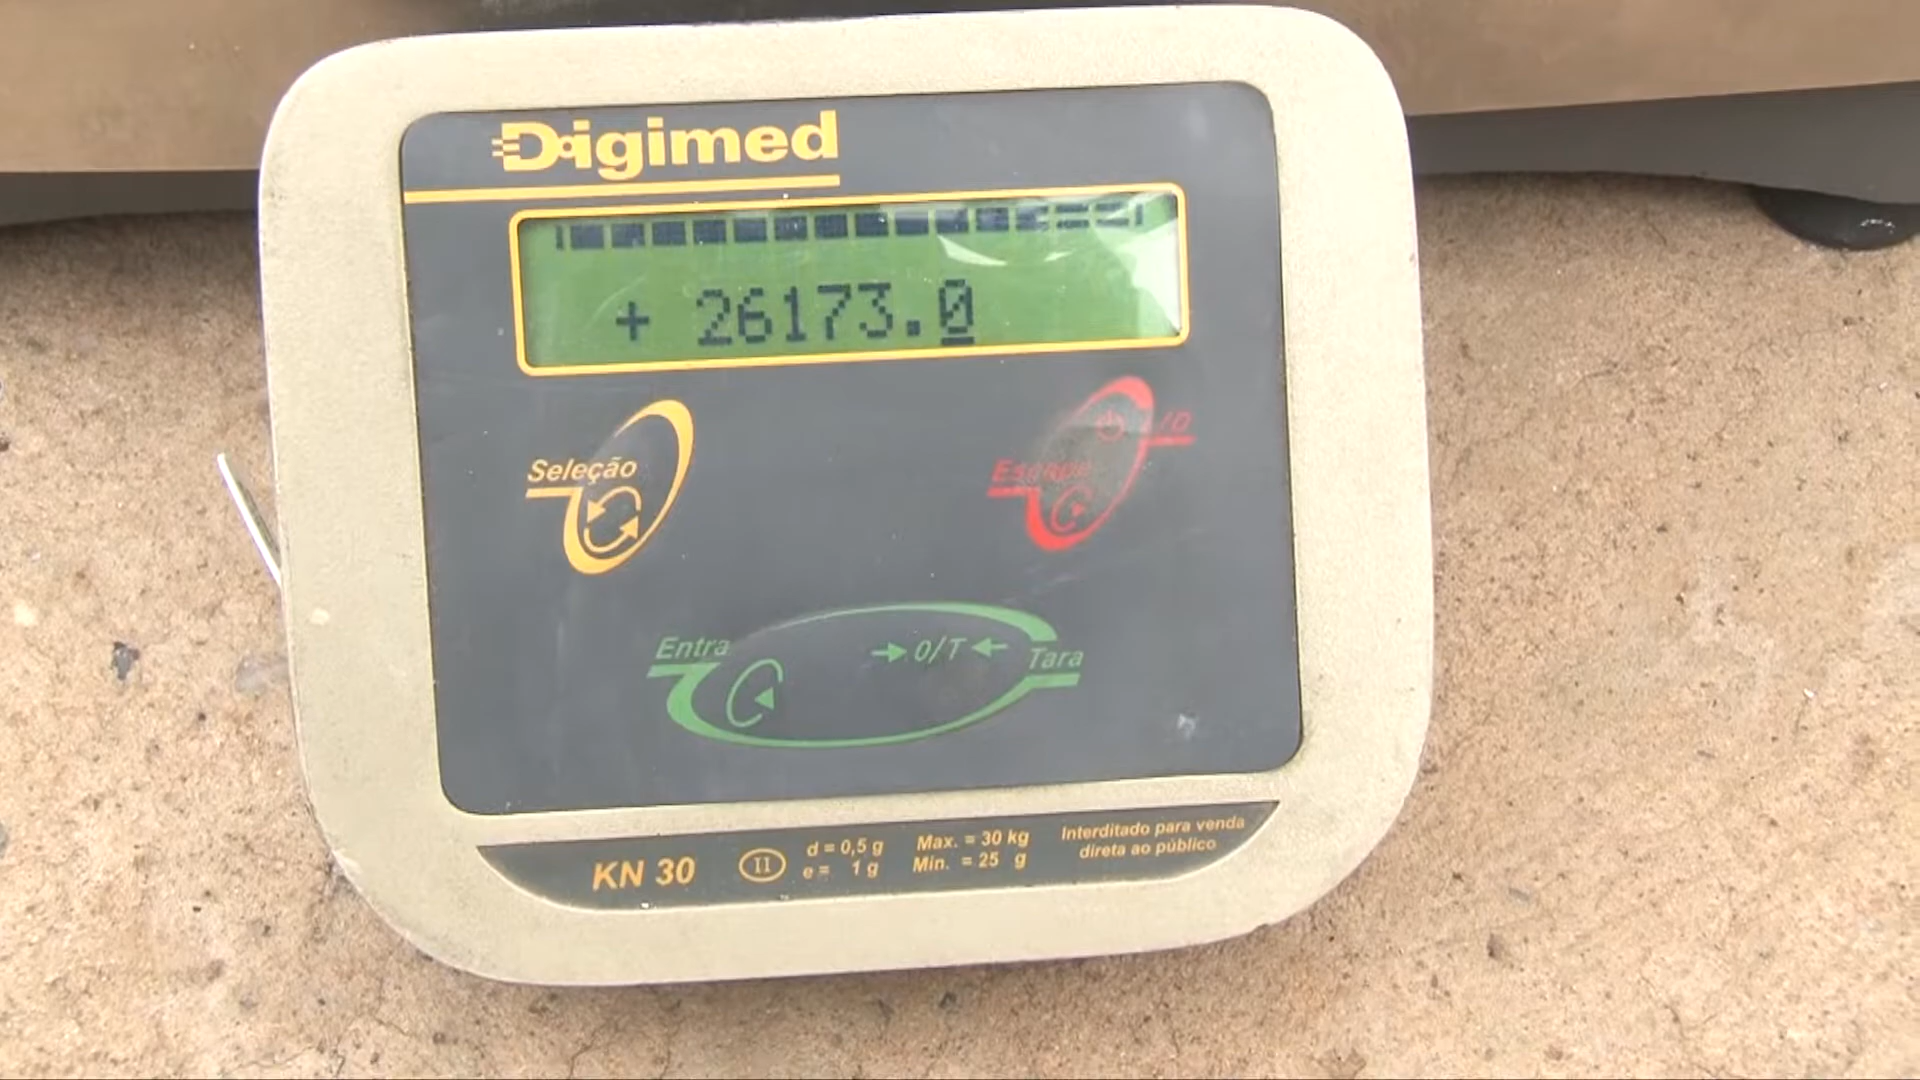 Digimed
+ 26173.0
Seleção
Escape
/O
Entra
→0/T←
Tara
KN 30
II
d = 0,5 g
e = 1 g
Max. = 30 kg
Min. = 25 g
Interditado para venda
direta ao público